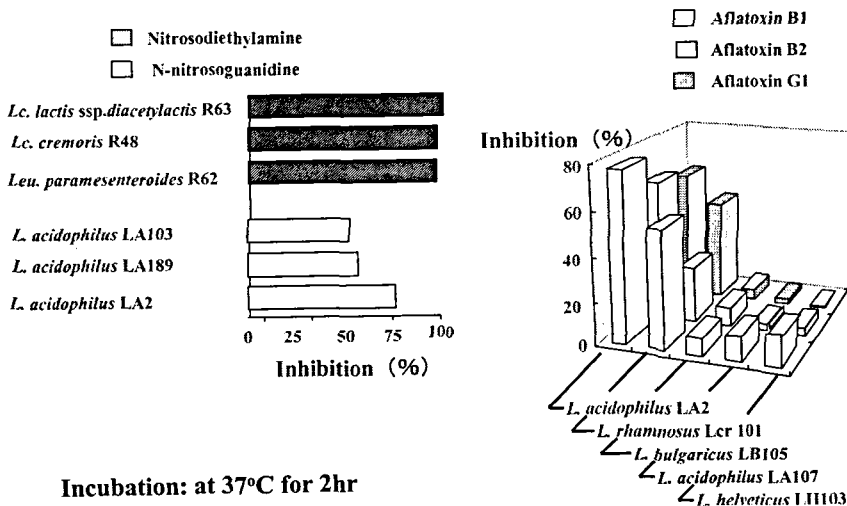 Nitrosodiethylamine
N-nitrosoguanidine
Lc. lactis ssp.diacetylactis R63
Lc. cremoris R48
Leu. paramesenteroides R62
L. acidophilus LA103
L. acidophilus LA189
L. acidophilus LA2
0 25 50 75 100
Inhibition (%)
Aflatoxin B1
Aflatoxin B2
Aflatoxin G1
Inhibition (%)
80
60
40
20
0
L. acidophilus LA2
L. rhamnosus Lcr 101
L. bulgaricus LB105
L. acidophilus LA107
L. helveticus LH103
Incubation: at 37°C for 2hr